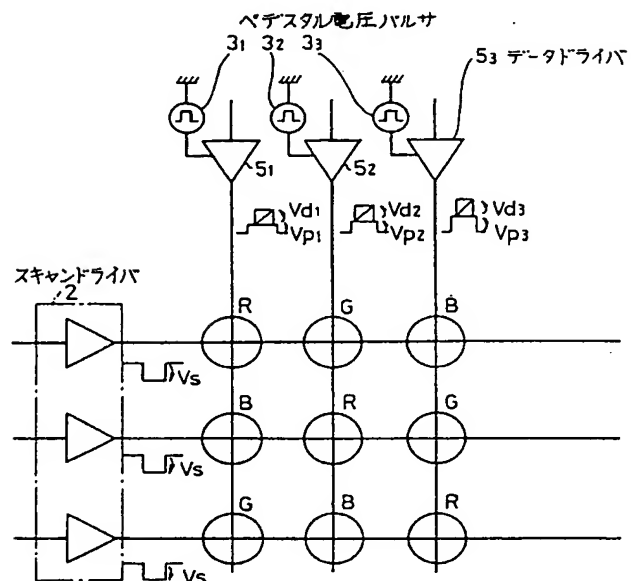 ペデスタル電圧パルサ
3₁ 3₂ 3₃
5₃ データドライバ
5₁ 5₂
Vd₁ Vd₂ Vd₃
Vp₁ Vp₂ Vp₃
スキャンドライバ
2
R G B
Vs
B R G
Vs
G B R
Vs